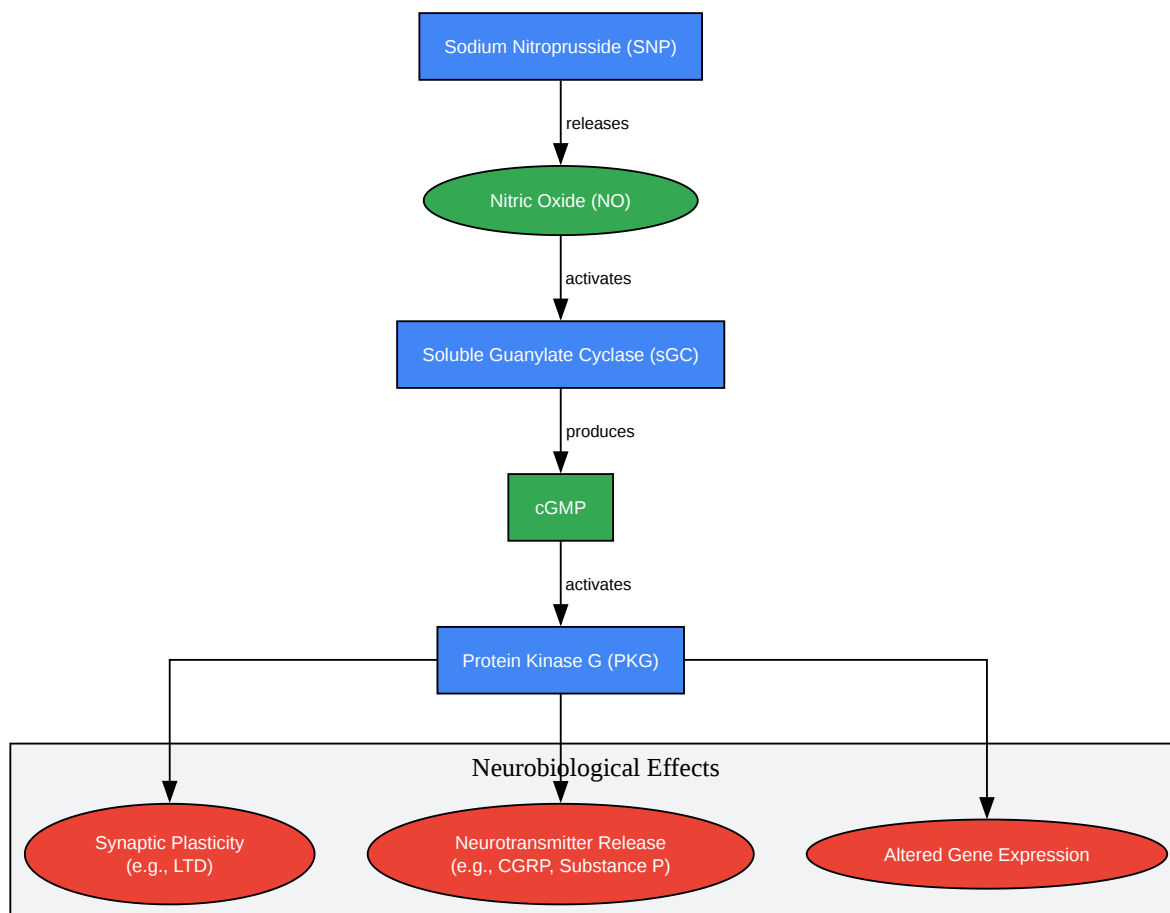 Sodium Nitroprusside (SNP)
releases
Nitric Oxide (NO)
activates
Soluble Guanylate Cyclase (sGC)
produces
cGMP
activates
Protein Kinase G (PKG)
Neurobiological Effects
Synaptic Plasticity
(e.g., LTD)
Neurotransmitter Release
(e.g., CGRP, Substance P)
Altered Gene Expression